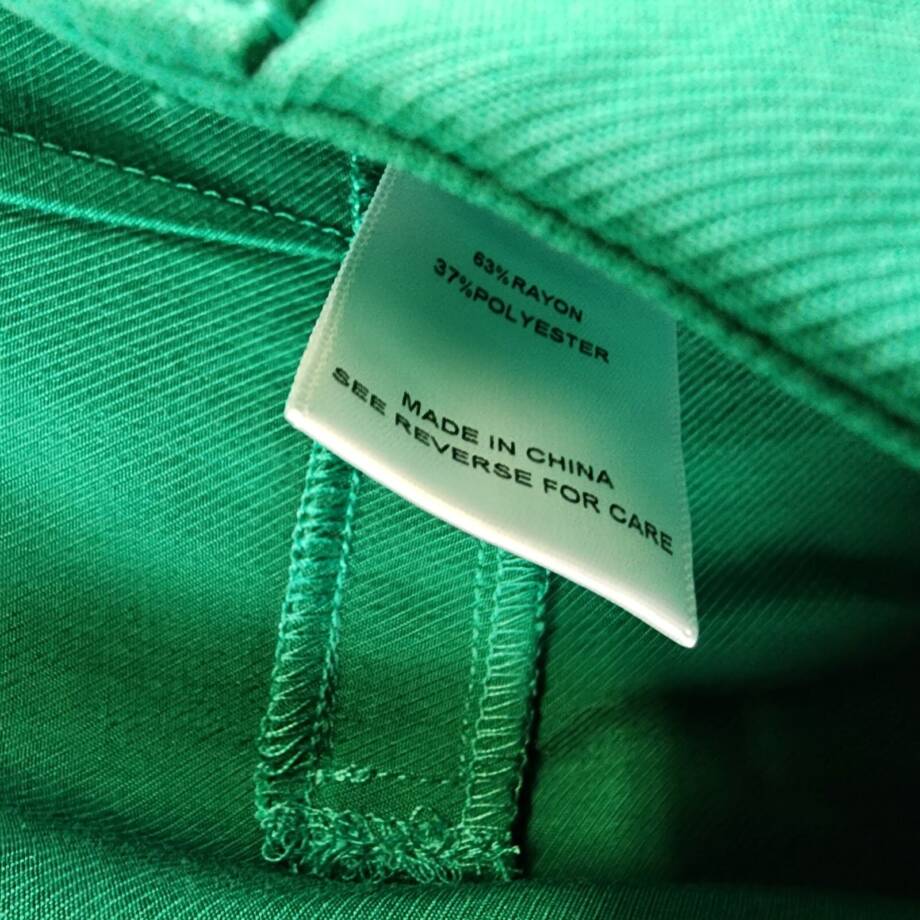 63%RAYON
37%POLYESTER
MADE IN CHINA
SEE REVERSE FOR CARE